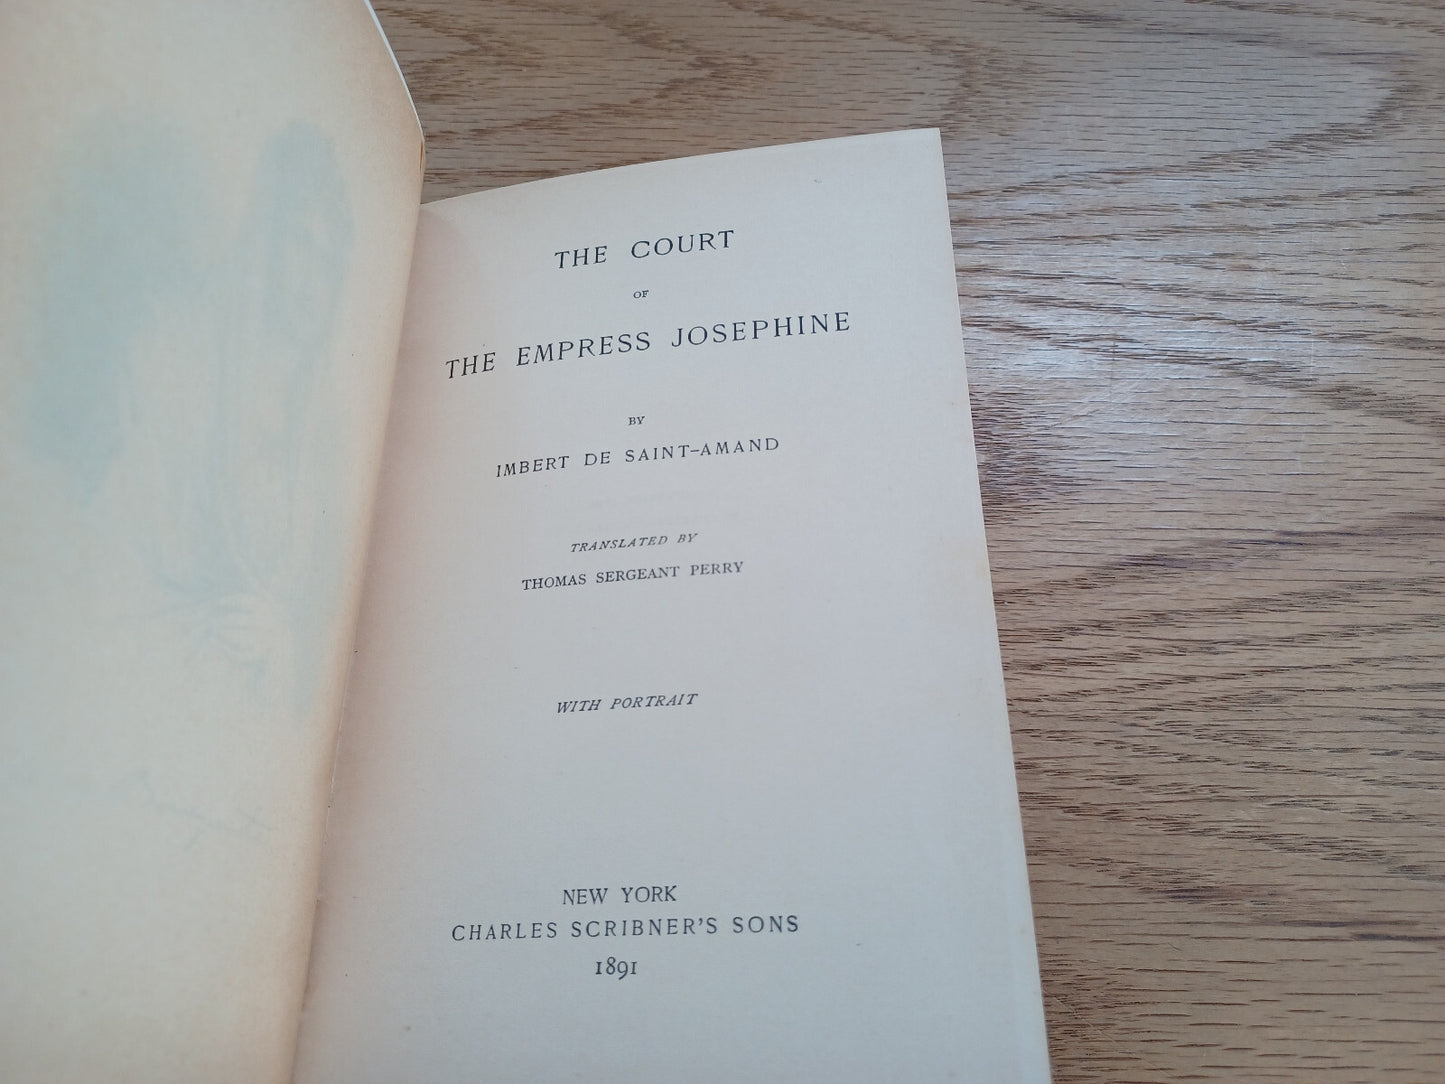 THE COURT
OF
THE EMPRESS JOSEPHINE
BY
IMBERT DE SAINT-AMAND
TRANSLATED BY
THOMAS SERGEANT PERRY
WITH PORTRAIT
NEW YORK
CHARLES SCRIBNER'S SONS
1891